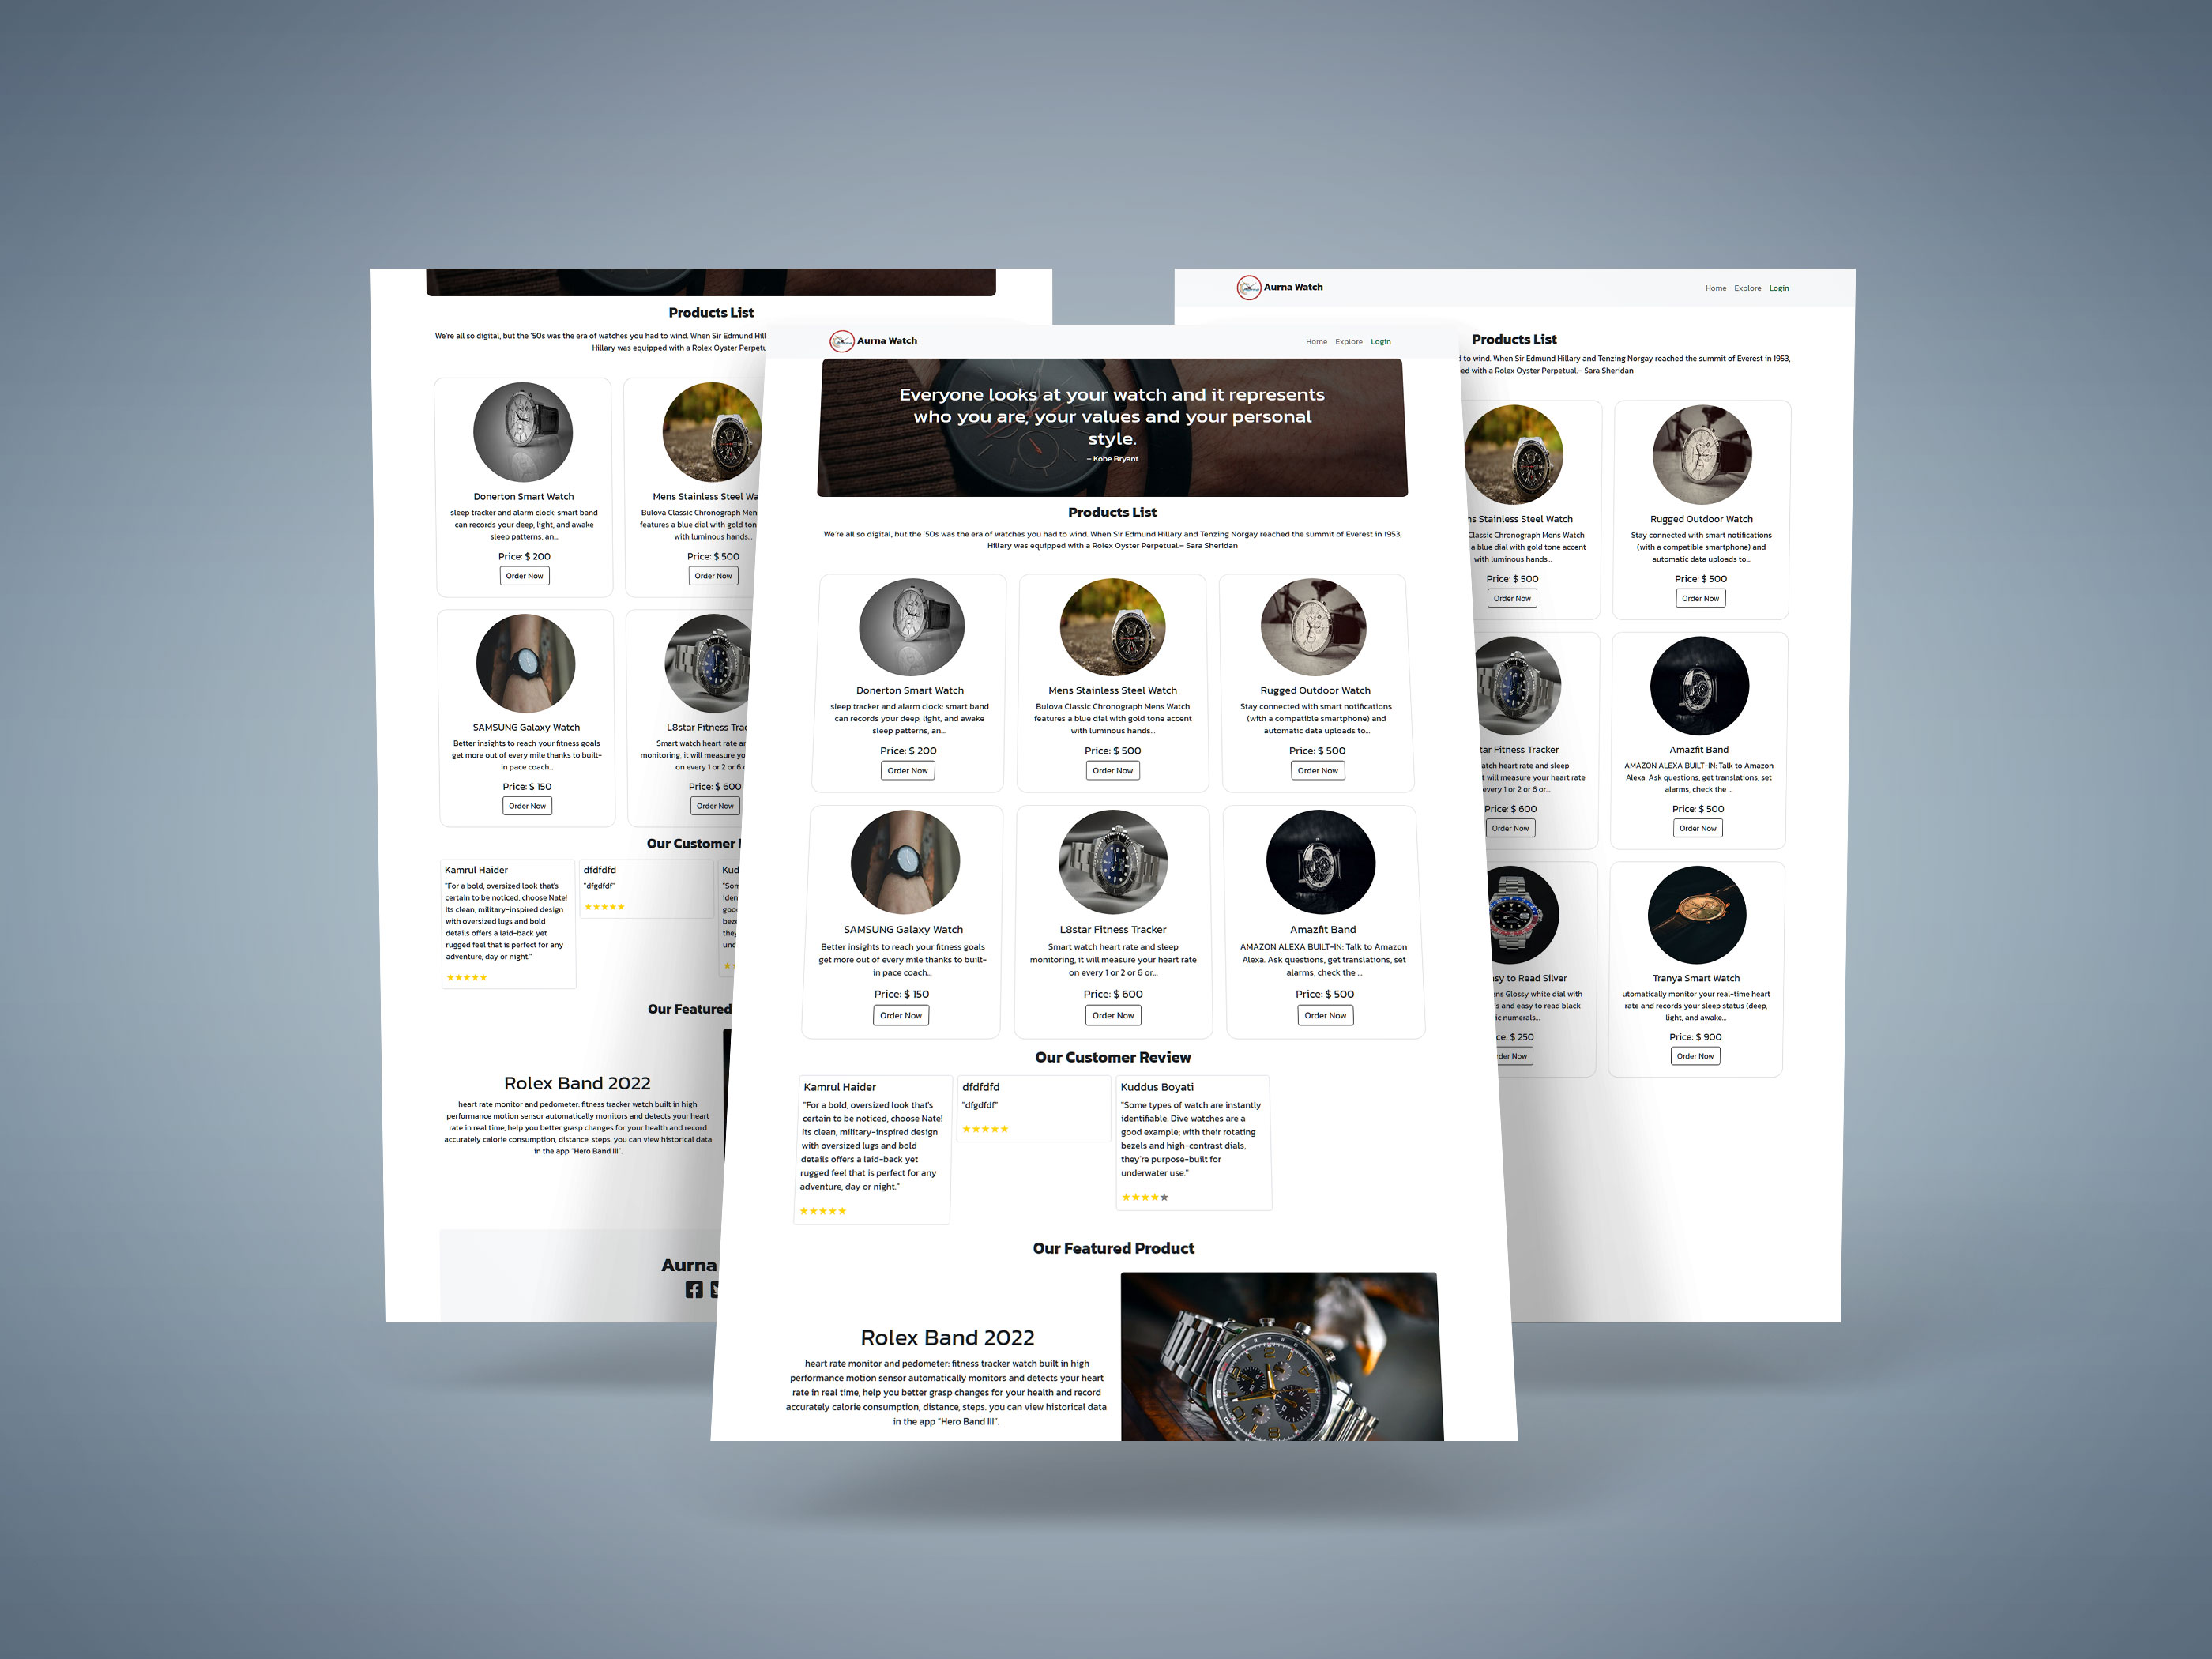 Products List
We're all so digital, but the '50s was the era of watches you had to wind. When Sir Edmund
Hillary was equipped with a Rolex Oyster
Donerton Smart Watch
sleep tracker and alarm clock: smart band
can records your deep, light, and awake
sleep patterns, an...
Price: $ 200
Order Now
Mens Stainless Steel
Bulova Classic Chronograph Mens
features a blue dial with gold
with luminous hands...
Price: $ 500
Order Now
SAMSUNG Galaxy Watch
Better insights to reach your fitness goals
get more out of every mile thanks to built-
in pace coach...
Price: $ 150
Order Now
L8star Fitness
Smart watch heart rate
monitoring, it will measure
on every 1 or 2 or 6
Price: $ 600
Order Now
Our Customer
Kamrul Haider
"For a bold, oversized look that's
certain to be noticed, choose Nate!
Its clean, military-inspired design
with oversized lugs and bold
details offers a laid-back yet
rugged feel that is perfect for any
adventure, day or night."
★★★★★
dfdfdfd
"dfgdfdf"
★★★★★
Our Featured
Rolex Band 2022
heart rate monitor and pedometer: fitness tracker watch built in high
performance motion sensor automatically monitors and detects your heart
rate in real time, help you better grasp changes for your health and record
accurately calorie consumption, distance, steps. you can view historical data
in the app "Hero Band III".
Aurna
Aurna Watch
Home Explore Login
Everyone looks at your watch and it represents
who you are, your values and your personal
style.
– Kobe Bryant
Products List
We're all so digital, but the '50s was the era of watches you had to wind. When Sir Edmund Hillary and Tenzing Norgay reached the summit of Everest in 1953,
Hillary was equipped with a Rolex Oyster Perpetual.– Sara Sheridan
Donerton Smart Watch
sleep tracker and alarm clock: smart band
can records your deep, light, and awake
sleep patterns, an...
Price: $ 200
Order Now
Mens Stainless Steel Watch
Bulova Classic Chronograph Mens Watch
features a blue dial with gold tone accent
with luminous hands...
Price: $ 500
Order Now
Rugged Outdoor Watch
Stay connected with smart notifications
(with a compatible smartphone) and
automatic data uploads to...
Price: $ 500
Order Now
SAMSUNG Galaxy Watch
Better insights to reach your fitness goals
get more out of every mile thanks to built-
in pace coach...
Price: $ 150
Order Now
L8star Fitness Tracker
Smart watch heart rate and sleep
monitoring, it will measure your heart rate
on every 1 or 2 or 6 or...
Price: $ 600
Order Now
Amazfit Band
AMAZON ALEXA BUILT-IN: Talk to Amazon
Alexa. Ask questions, get translations, set
alarms, check the ...
Price: $ 500
Order Now
Our Customer Review
Kamrul Haider
"For a bold, oversized look that's
certain to be noticed, choose Nate!
Its clean, military-inspired design
with oversized lugs and bold
details offers a laid-back yet
rugged feel that is perfect for any
adventure, day or night."
★★★★★
dfdfdfd
"dfgdfdf"
★★★★★
Kuddus Boyati
"Some types of watch are instantly
identifiable. Dive watches are a
good example; with their rotating
bezels and high-contrast dials,
they're purpose-built for
underwater use."
★★★★★
Our Featured Product
Rolex Band 2022
heart rate monitor and pedometer: fitness tracker watch built in high
performance motion sensor automatically monitors and detects your heart
rate in real time, help you better grasp changes for your health and record
accurately calorie consumption, distance, steps. you can view historical data
in the app "Hero Band III".
Aurna Watch
Home Explore Login
Products List
to wind. When Sir Edmund Hillary and Tenzing Norgay reached the summit of Everest in 1953,
with a Rolex Oyster Perpetual.– Sara Sheridan
Stainless Steel Watch
Classic Chronograph Mens Watch
a blue dial with gold tone accent
with luminous hands...
Price: $ 500
Order Now
Rugged Outdoor Watch
Stay connected with smart notifications
(with a compatible smartphone) and
automatic data uploads to...
Price: $ 500
Order Now
Fitness Tracker
heart rate and sleep
will measure your heart rate
every 1 or 2 or 6 or...
Price: $ 600
Order Now
Amazfit Band
AMAZON ALEXA BUILT-IN: Talk to Amazon
Alexa. Ask questions, get translations, set
alarms, check the ...
Price: $ 500
Order Now
to Read Silver
Glossy white dial with
and easy to read black
numerals...
$ 250
Now
Tranya Smart Watch
utomatically monitor your real-time heart
rate and records your sleep status (deep,
light, and awake...
Price: $ 900
Order Now